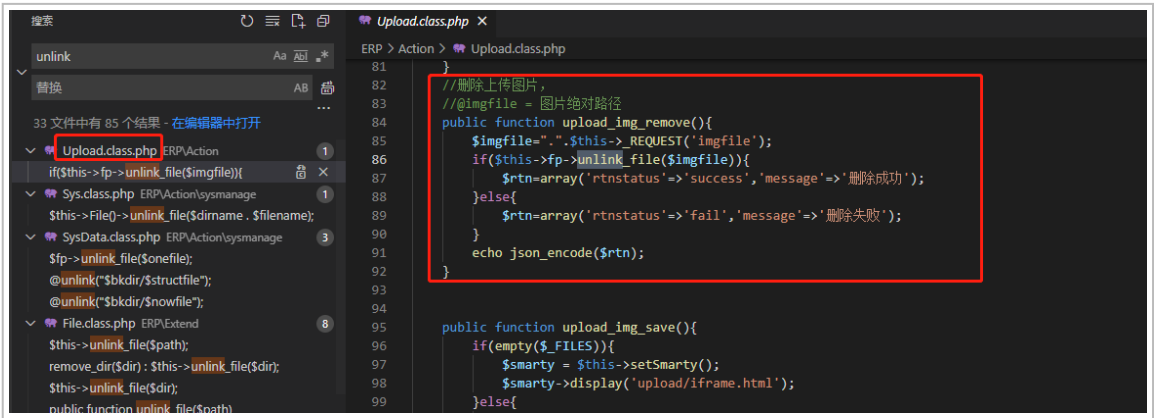 搜索
unlink
Aa Abl .*
替换
AB
33 文件中有 85 个结果 - 在编辑器中打开
Upload.class.php ERP\Action 1
if($this->fp->unlink_file($imgfile)){
Sys.class.php ERP\Action\sysmanage 1
$this->File()->unlink_file($dirname . $filename);
SysData.class.php ERP\Action\sysmanage 3
$fp->unlink_file($onefile);
@unlink("$bkdir/$structfile");
@unlink("$bkdir/$nowfile");
File.class.php ERP\Extend 8
$this->unlink_file($path);
remove_dir($dir) : $this->unlink_file($dir);
$this->unlink_file($dir);
public function unlink_file($path)
Upload.class.php
ERP > Action > Upload.class.php
81 }
82 //删除上传图片，
83 //@imgfile = 图片绝对路径
84 public function upload_img_remove(){
85 $imgfile=".".$this->_REQUEST('imgfile');
86 if($this->fp->unlink_file($imgfile)){
87 $rtn=array('rtnstatus'=>'success','message'=>'删除成功');
88 }else{
89 $rtn=array('rtnstatus'=>'fail','message'=>'删除失败');
90 }
91 echo json_encode($rtn);
92 }
93
94
95 public function upload_img_save(){
96 if(empty($_FILES)){
97 $smarty = $this->setSmarty();
98 $smarty->display('upload/iframe.html');
99 }else{